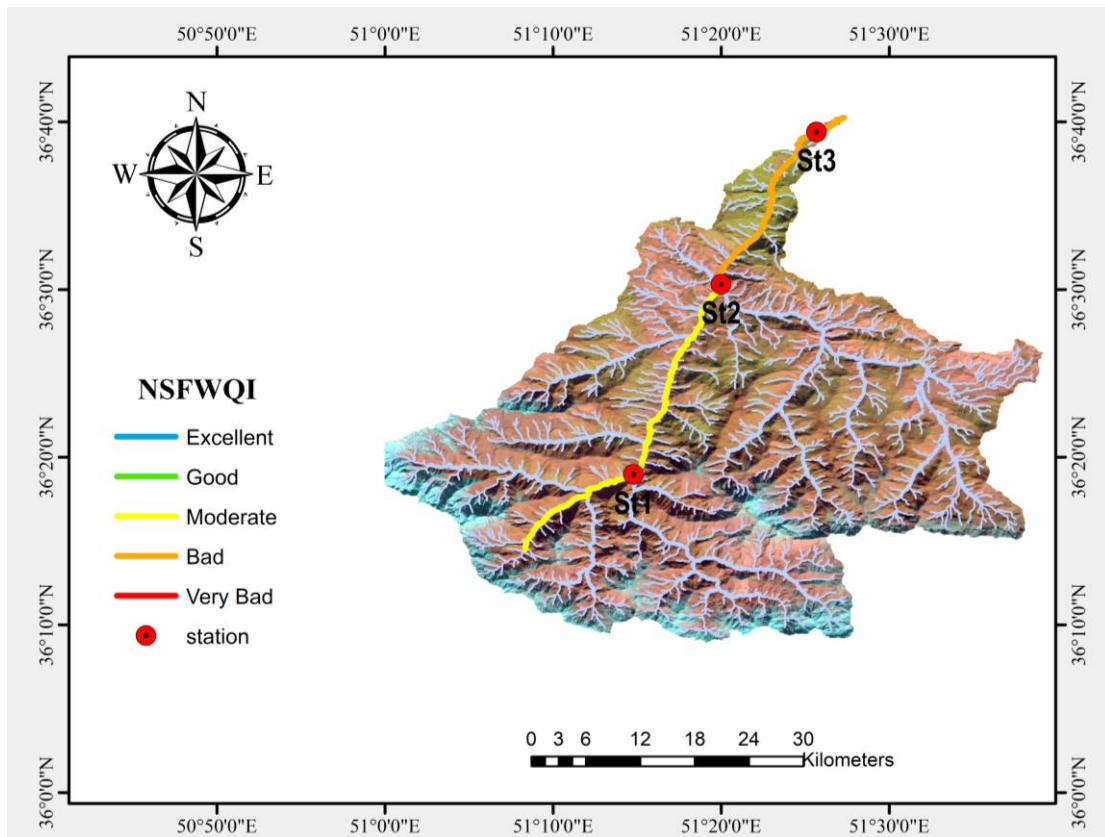 50°50'0"E 51°0'0"E 51°10'0"E 51°20'0"E 51°30'0"E
36°40'0"N
36°30'0"N
36°20'0"N
36°10'0"N
36°0'0"N
N
W E
S
St3
St2
St1
NSFWQI
Excellent
Good
Moderate
Bad
Very Bad
station
0 3 6 12 18 24 30
Kilometers
36°40'0"N
36°30'0"N
36°20'0"N
36°10'0"N
36°0'0"N
50°50'0"E 51°0'0"E 51°10'0"E 51°20'0"E 51°30'0"E